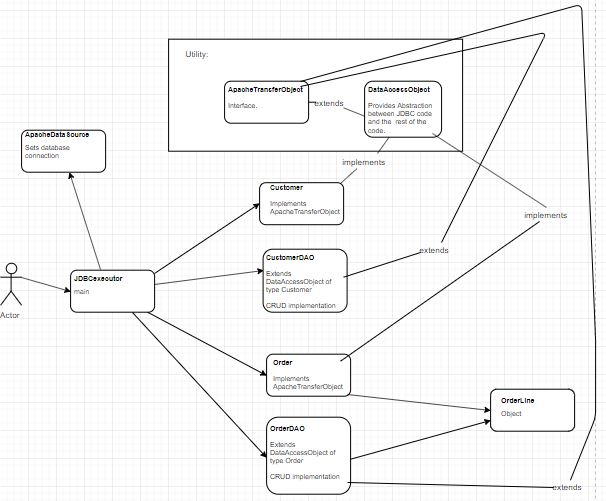 Utility:
ApacheTransferObject
Interface.
extends
DataAccessObject
Provides Abstraction
between JDBC code
and the rest of the
code.
ApacheDataSource
Sets database
connection
implements
Customer
Implements
ApacheTransferObject
implements
extends
CustomerDAO
Extends
DataAccessObject of
type Customer
CRUD implementation
JDBCexecutor
main
Actor
Order
Implements
ApacheTransferObject
OrderLine
Object
OrderDAO
Extends
DataAccessObject of
type Order
CRUD implementation
extends